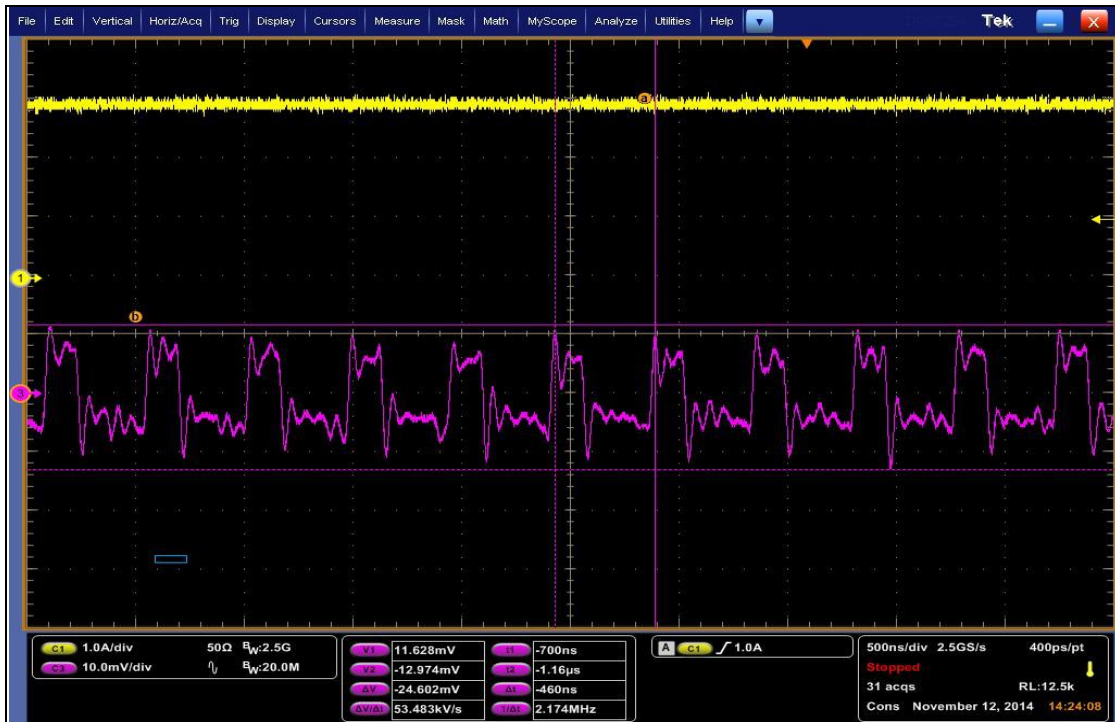 File Edit Vertical Horiz/Acq Trig Display Cursors Measure Mask Math MyScope Analyze Utilities Help Tek X
a
1
b
3
C1 1.0A/div 50Ω BW:2.5G
C3 10.0mV/div BW:20.0M
V1 11.628mV t1 -700ns
V2 -12.974mV t2 -1.16µs
ΔV -24.602mV Δt -460ns
ΔV/Δt 53.483kV/s 1/Δt 2.174MHz
A C1 1.0A
500ns/div 2.5GS/s 400ps/pt
Stopped
31 acqs RL:12.5k
Cons November 12, 2014 14:24:08